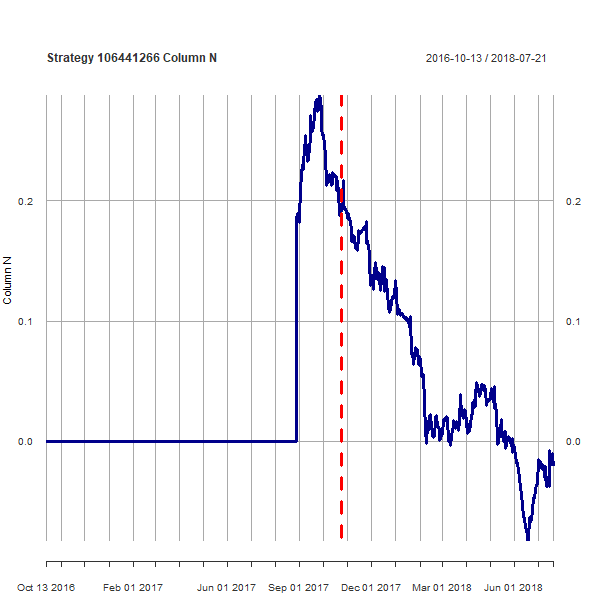 Strategy 106441266 Column N
2016-10-13 / 2018-07-21
0.2
0.2
0.1
0.1
0.0
0.0
Column N
Oct 13 2016
Feb 01 2017
Jun 01 2017
Sep 01 2017
Dec 01 2017
Mar 01 2018
Jun 01 2018